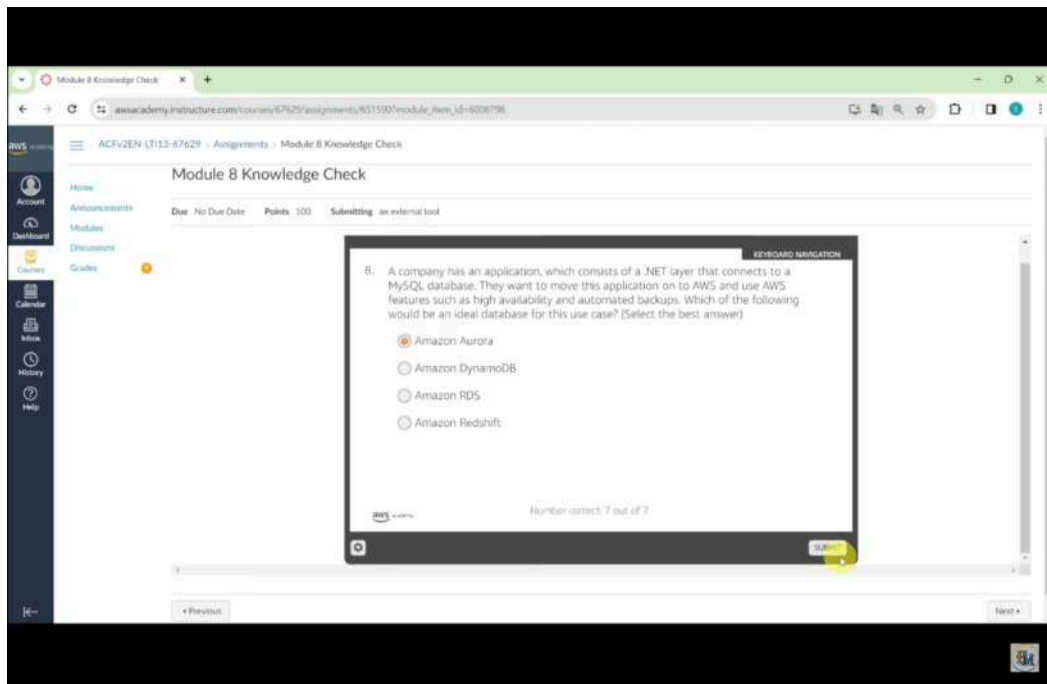 Module 8 Knowledge Check
awsacademy.instructure.com/courses/67629/assignments/651590?module_item_id=6008798
aws
ACFv2EN-LTI13-67629 › Assignments › Module 8 Knowledge Check
Account
Dashboard
Courses
Calendar
Inbox
History
Help
Home
Announcements
Modules
Discussions
Grades
Module 8 Knowledge Check
Due No Due Date Points 100 Submitting an external tool
KEYBOARD NAVIGATION
8. A company has an application, which consists of a .NET layer that connects to a
MySQL database. They want to move this application on to AWS and use AWS
features such as high availability and automated backups. Which of the following
would be an ideal database for this use case? (Select the best answer)
Amazon Aurora
Amazon DynamoDB
Amazon RDS
Amazon Redshift
aws academy
Number correct: 7 out of 7
SUBMIT
Previous
Next